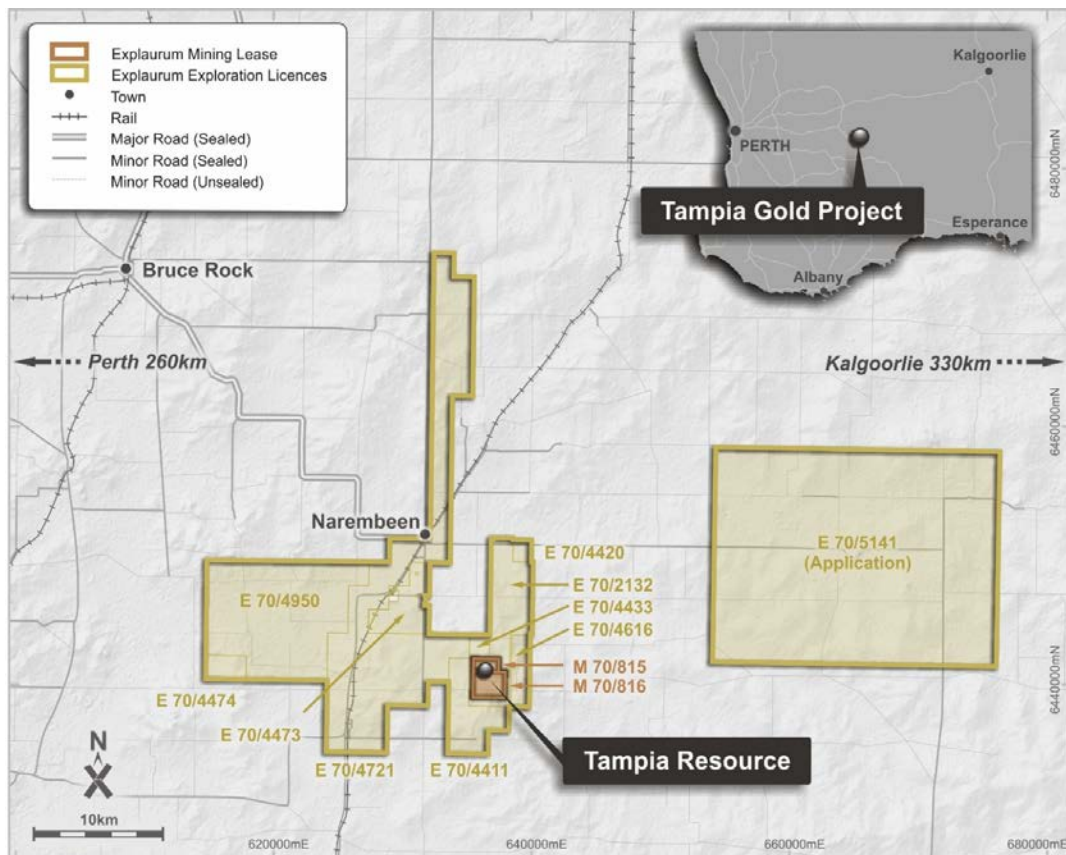 Explaurum Mining Lease
Explaurum Exploration Licences
Town
Rail
Major Road (Sealed)
Minor Road (Sealed)
Minor Road (Unsealed)
Kalgoorlie
PERTH
Tampia Gold Project
Esperance
Albany
6480000mN
Bruce Rock
Perth 260km
Kalgoorlie 330km
6460000mN
Narembeen
E 70/4420
E 70/5141
(Application)
E 70/4950
E 70/2132
E 70/4433
E 70/4616
M 70/815
M 70/816
6440000mN
E 70/4474
E 70/4473
E 70/4721
E 70/4411
Tampia Resource
N
10km
620000mE
640000mE
660000mE
680000mE